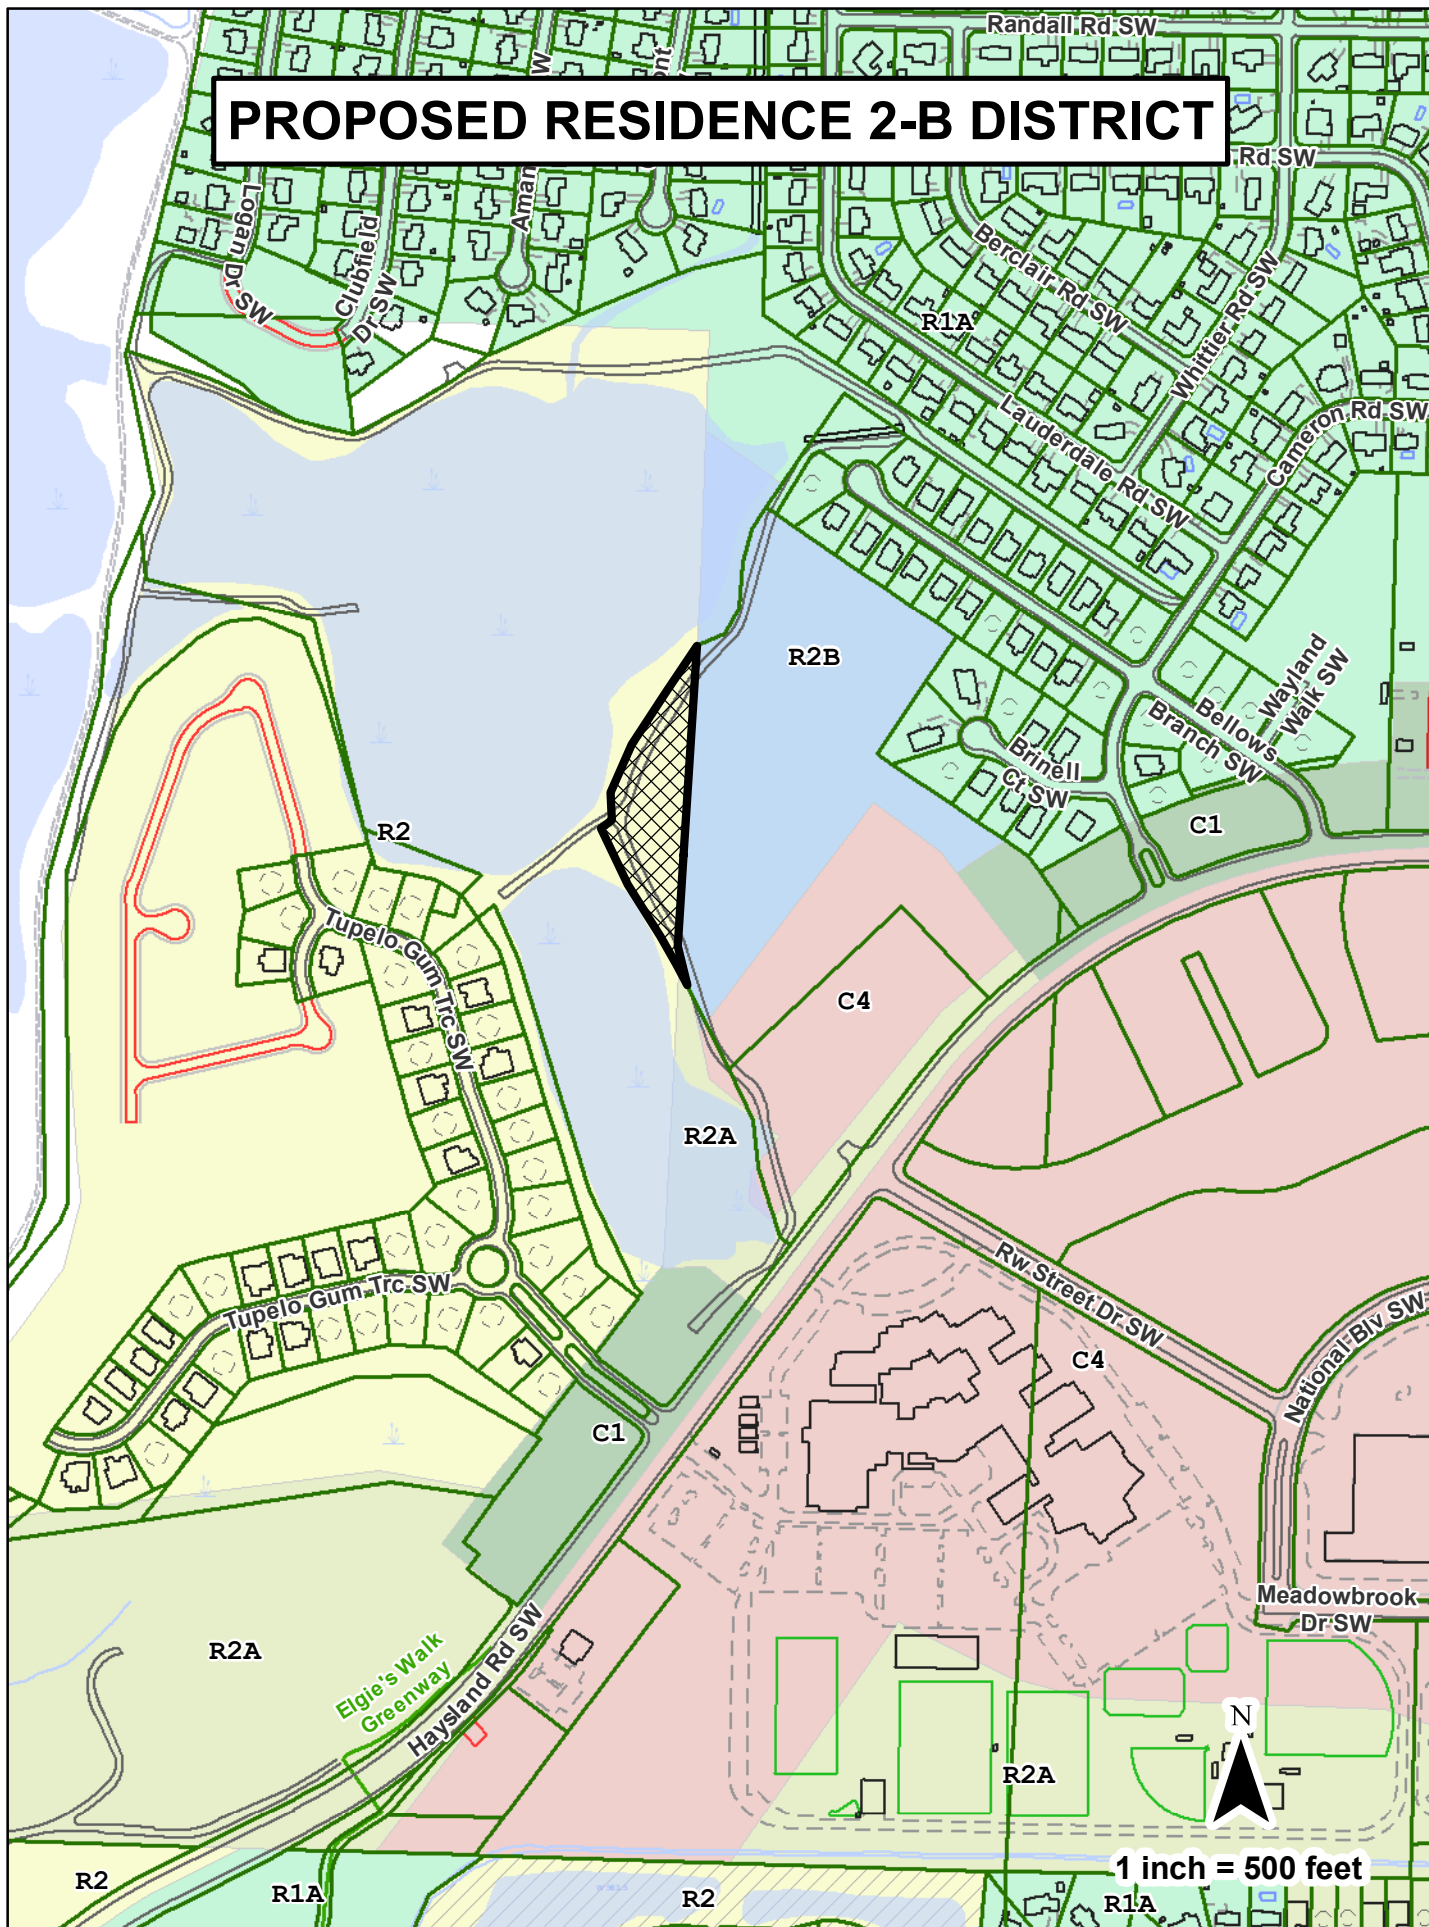 Randall Rd SW
PROPOSED RESIDENCE 2-B DISTRICT
Rd SW
Logan Dr SW
Clubfield
Dr SW
Berclair Rd SW
Whittier Rd SW
R1A
Lauderdale Rd SW
Cameron Rd SW
R2B
Wayland
Walk SW
Bellows
Branch SW
Brinell
Ct SW
R2
C1
Tupelo Gum Trc SW
C4
R2A
Tupelo Gum Trc SW
Rw Street Dr SW
National Blv SW
C4
C1
Meadowbrook
Dr SW
R2A
Elgie's Walk
Greenway
Haysland Rd SW
N
R2A
1 inch = 500 feet
R2
R1A
R2
R1A